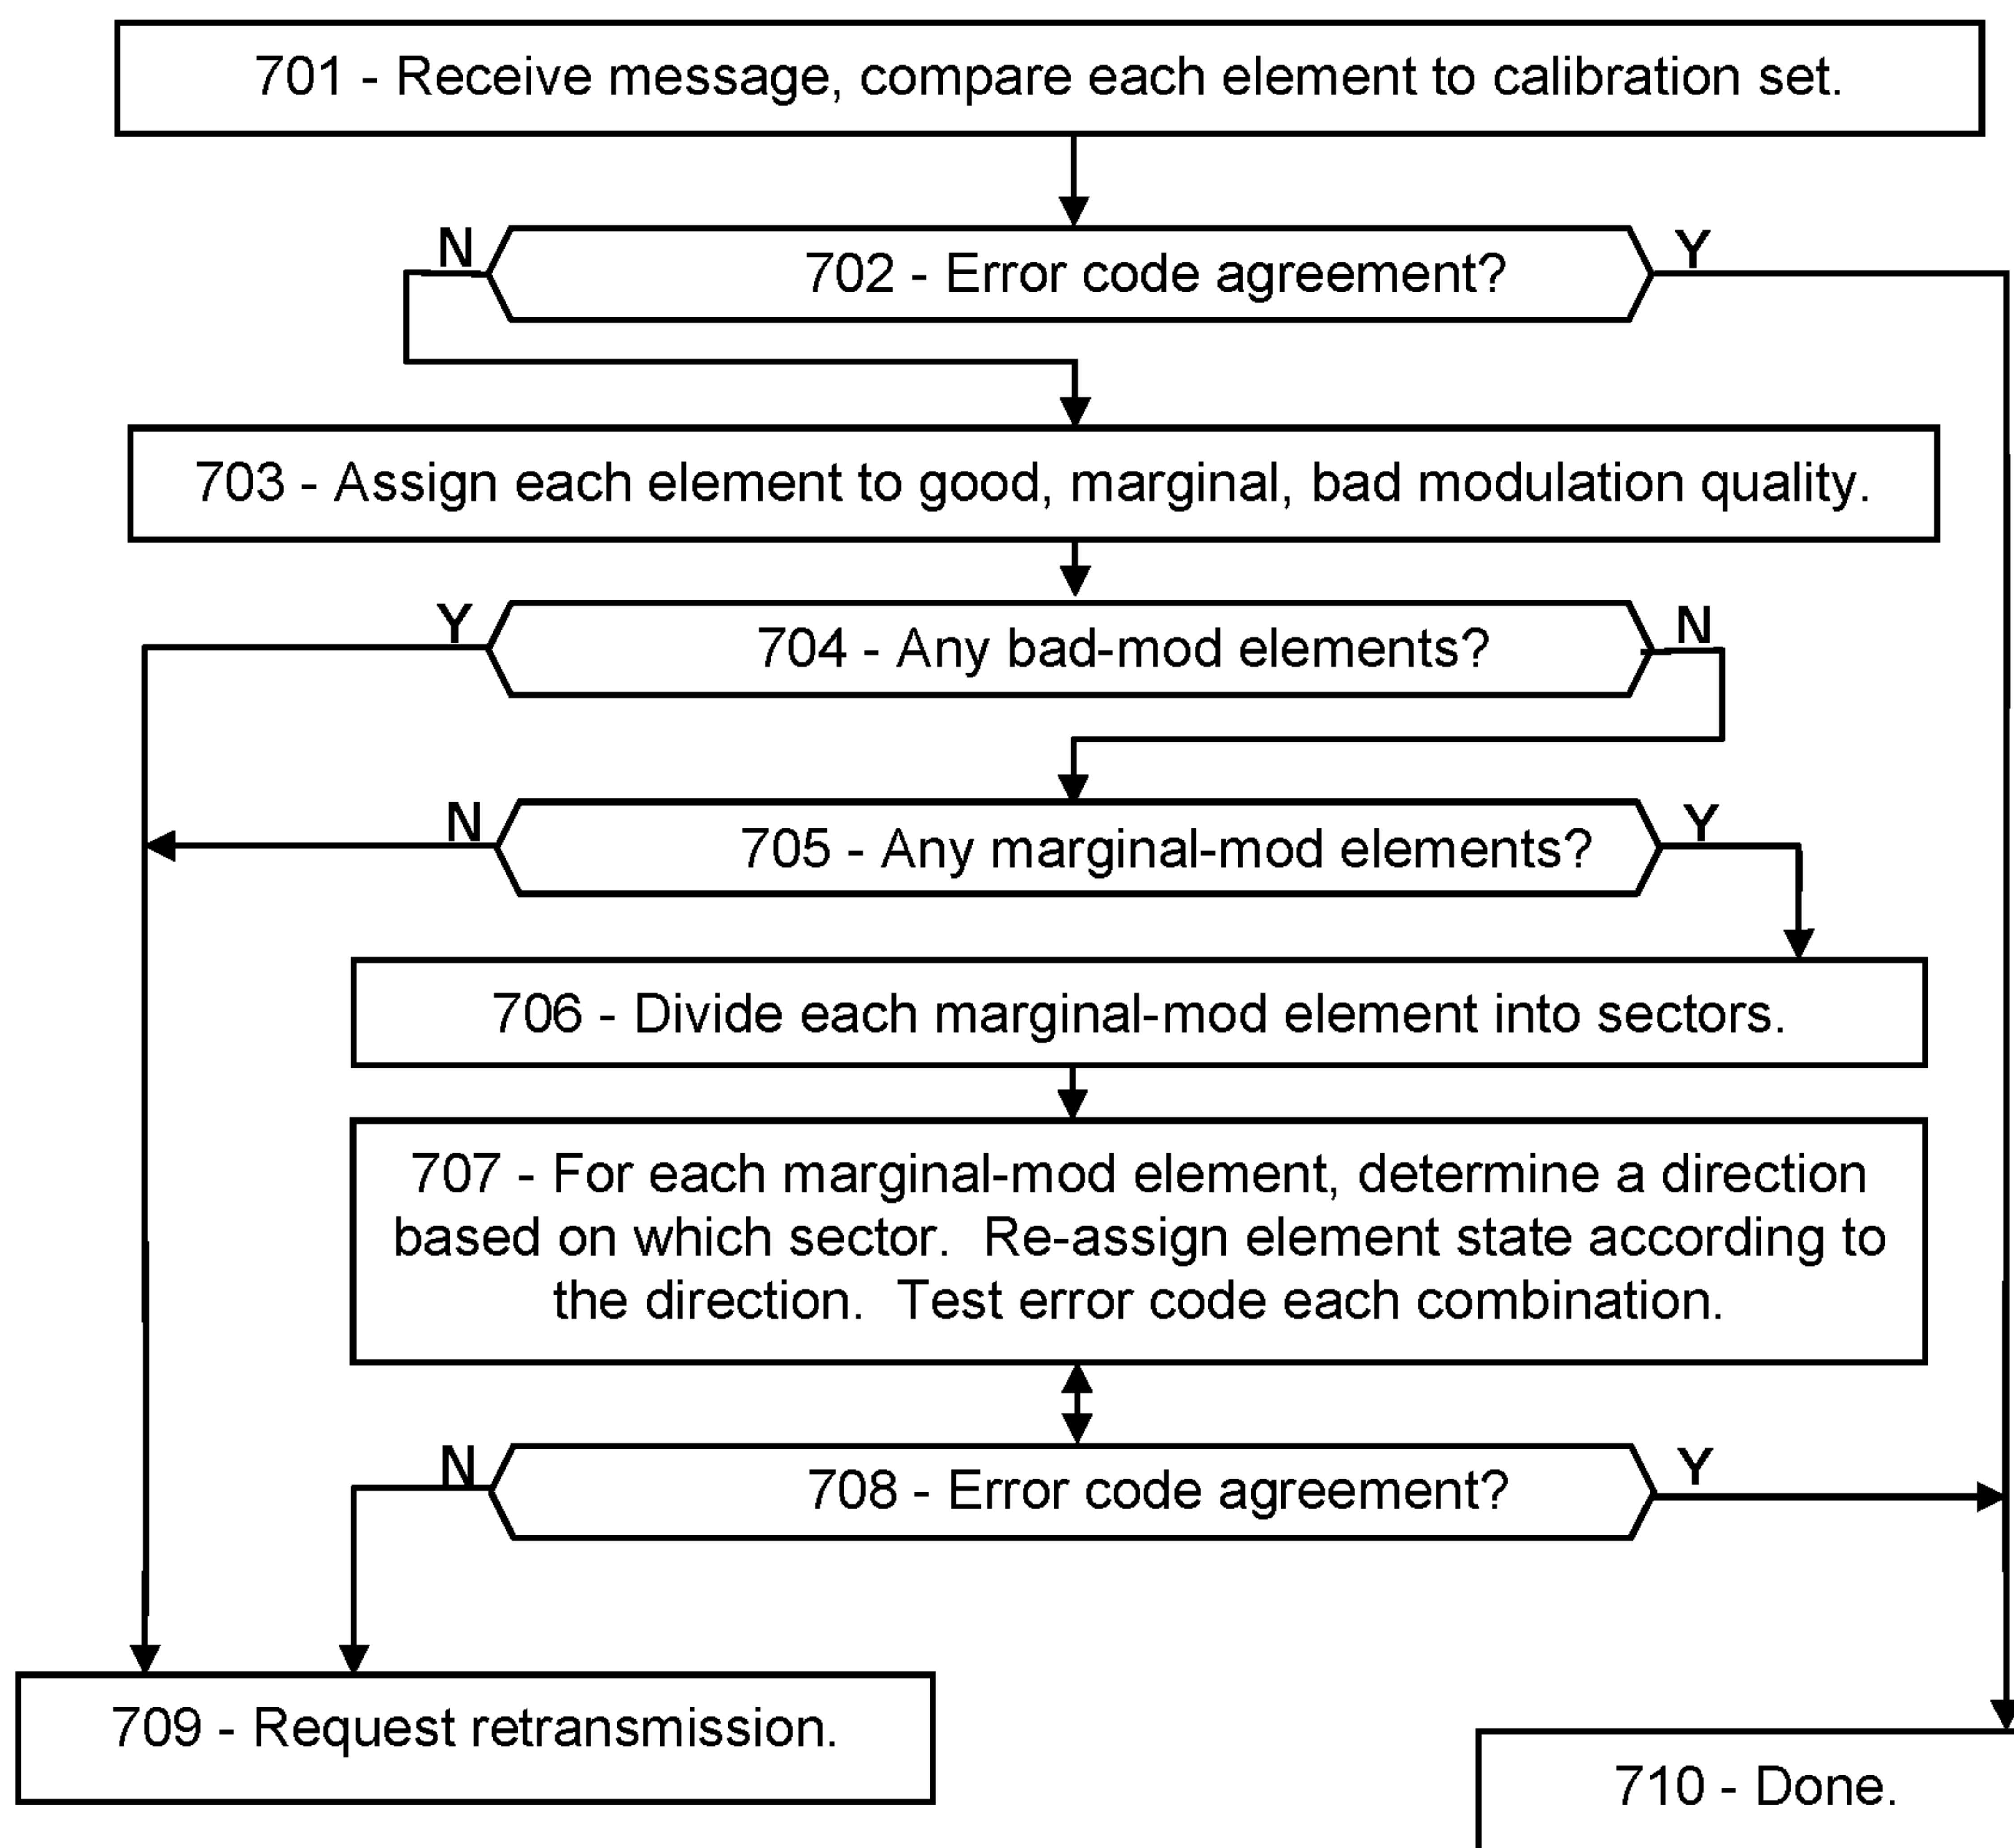 701 - Receive message, compare each element to calibration set.
N
702 - Error code agreement?
Y
703 - Assign each element to good, marginal, bad modulation quality.
Y
704 - Any bad-mod elements?
N
N
705 - Any marginal-mod elements?
Y
706 - Divide each marginal-mod element into sectors.
707 - For each marginal-mod element, determine a direction
based on which sector.  Re-assign element state according to
the direction.  Test error code each combination.
N
708 - Error code agreement?
Y
709 - Request retransmission.
710 - Done.